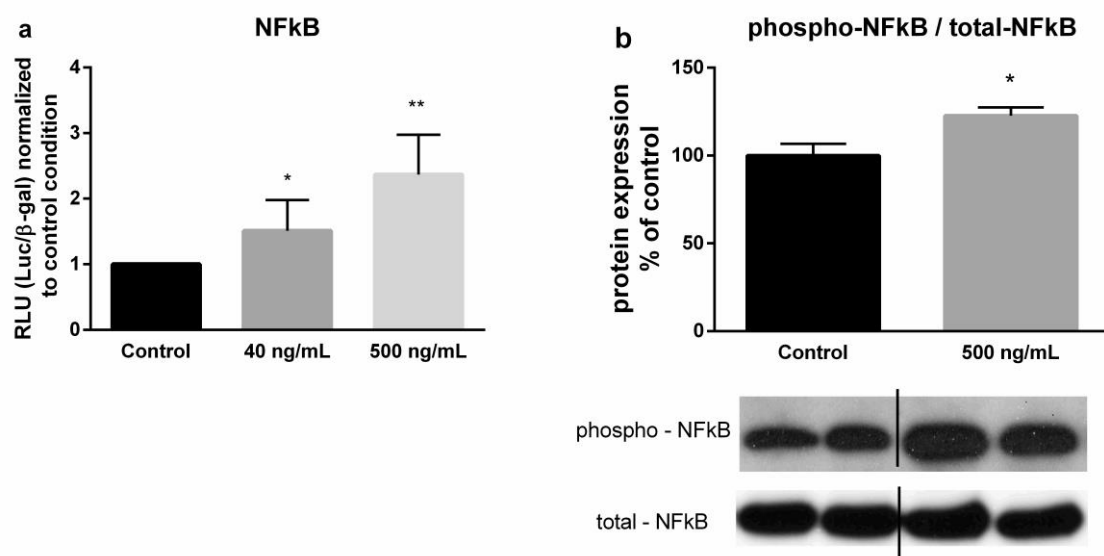 a
NFkB
RLU (Luc/β-gal) normalized
to control condition
4
3
2
1
0
*
**
Control
40 ng/mL
500 ng/mL
b
phospho-NFkB / total-NFkB
protein expression
% of control
150
100
50
0
*
Control
500 ng/mL
phospho - NFkB
total - NFkB